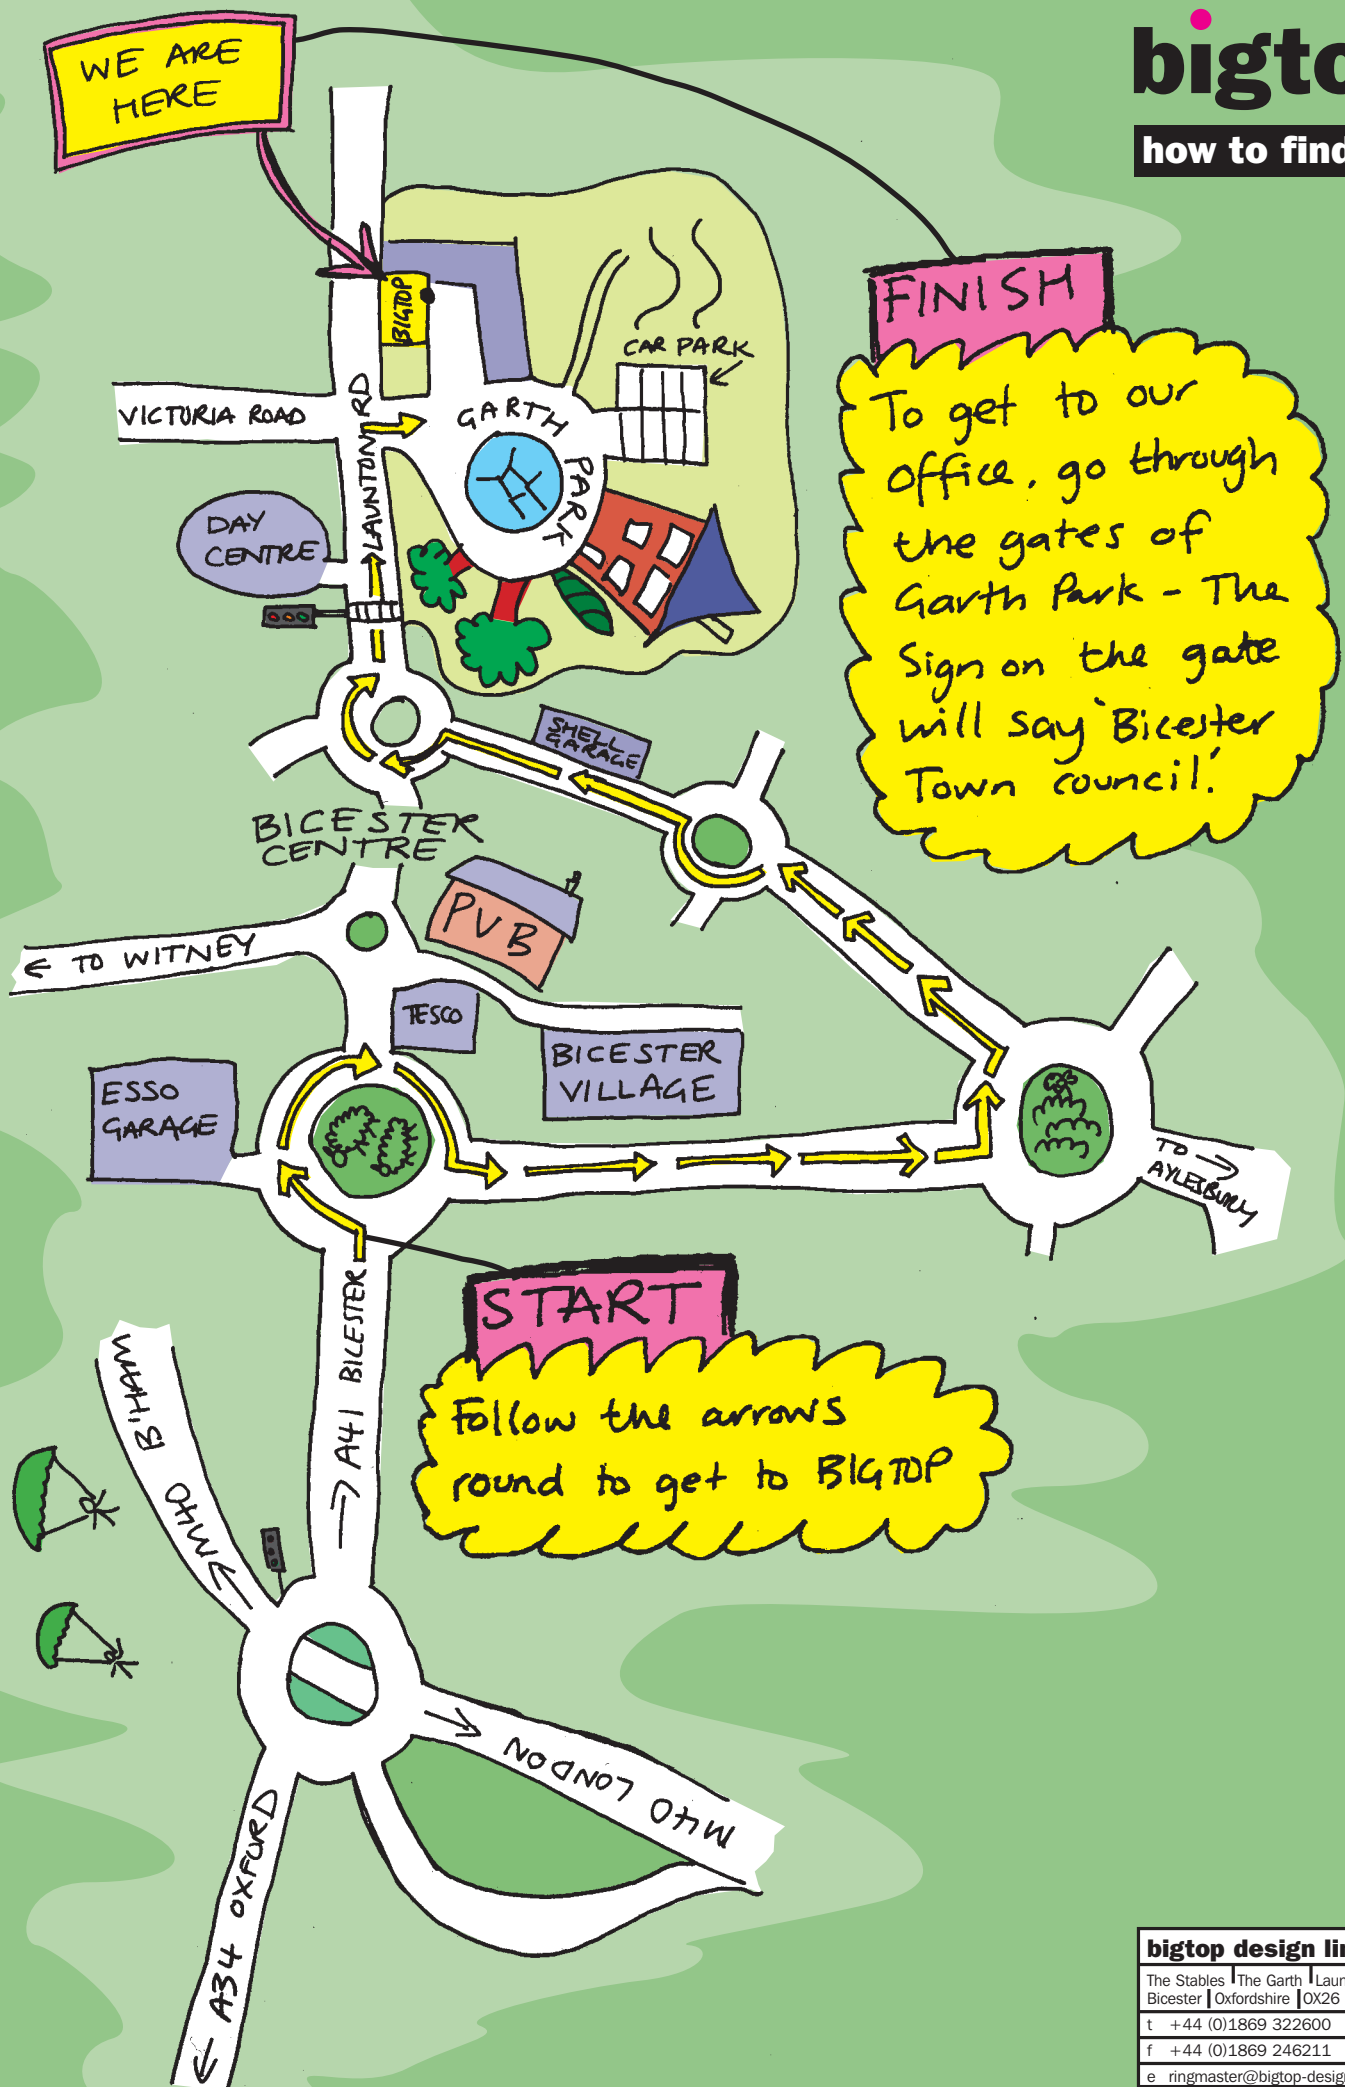 WE ARE
HERE
how to find
BIGTOP
CAR PARK
VICTORIA ROAD
LAUNTON RD
GARTH
PARK
DAY
CENTRE
FINISH
To get to our
office, go through
the gates of
Garth Park - The
Sign on the gate
will say 'Bicester
Town council.'
SHELL
GARAGE
BICESTER
CENTRE
PUB
← TO WITNEY
TESCO
BICESTER
VILLAGE
ESSO
GARAGE
TO →
AYLESBURY
START
Follow the arrows
round to get to BIGTOP
→ A41 BICESTER
← M40 B'HAM
→
M40 LONDON
← A34 OXFORD
bigtop design
The Stables | The Garth |
Bicester | Oxfordshire | OX26
t +44 (0)1869 322600
f +44 (0)1869 246211
e ringmaster@bigtop-desig